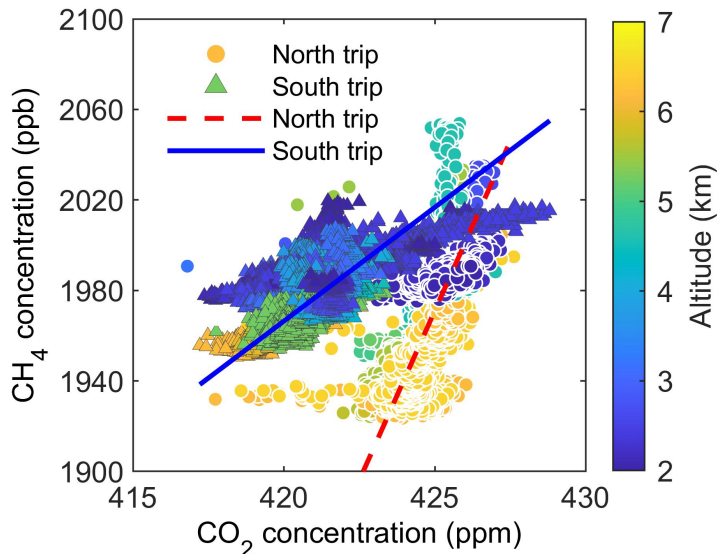 2100
2060
2020
1980
1940
1900
CH4 concentration (ppb)
North trip
South trip
North trip
South trip
415
420
425
430
CO2 concentration (ppm)
7
6
5
4
3
2
Altitude (km)